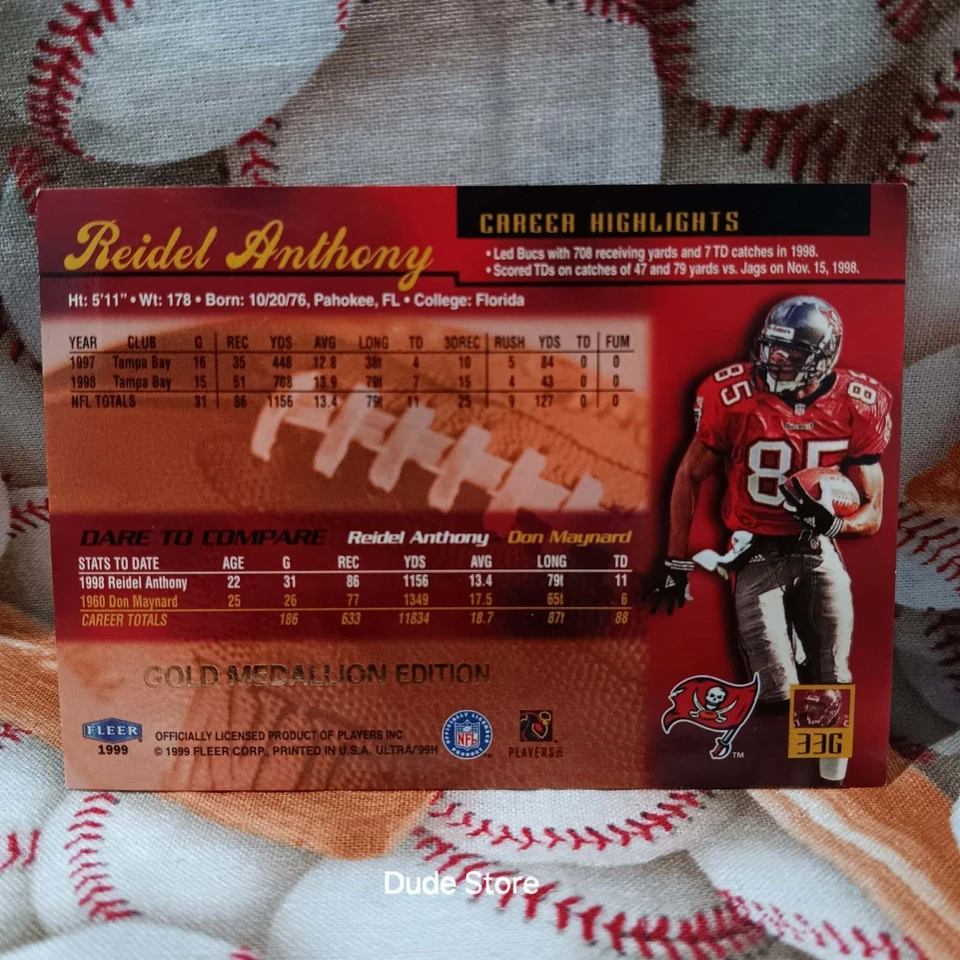 Reidel Anthony
CAREER HIGHLIGHTS
• Led Bucs with 708 receiving yards and 7 TD catches in 1998.
• Scored TDs on catches of 47 and 79 yards vs. Jags on Nov. 15, 1998.
Ht: 5'11" • Wt: 178 • Born: 10/20/76, Pahokee, FL • College: Florida
YEAR CLUB G REC YDS AVG LONG TD 3DREC RUSH YDS TD FUM
1997 Tampa Bay 16 35 448 12.8 38t 4 10 5 84 0 0
1998 Tampa Bay 15 51 708 13.9 79t 7 15 4 43 0 0
NFL TOTALS 31 86 1156 13.4 79t 11 25 9 127 0 0
85
85
85
DARE TO COMPARE Reidel Anthony Don Maynard
STATS TO DATE AGE G REC YDS AVG LONG TD
1998 Reidel Anthony 22 31 86 1156 13.4 79t 11
1960 Don Maynard 25 26 77 1349 17.5 65t 6
CAREER TOTALS 186 633 11834 18.7 87t 88
GOLD MEDALLION EDITION
FLEER
1999
OFFICIALLY LICENSED PRODUCT OF PLAYERS INC
© 1999 FLEER CORP. PRINTED IN U.S.A. ULTRA/'99H
NFL
PLAYERS INC
TM
33G
Dude Store